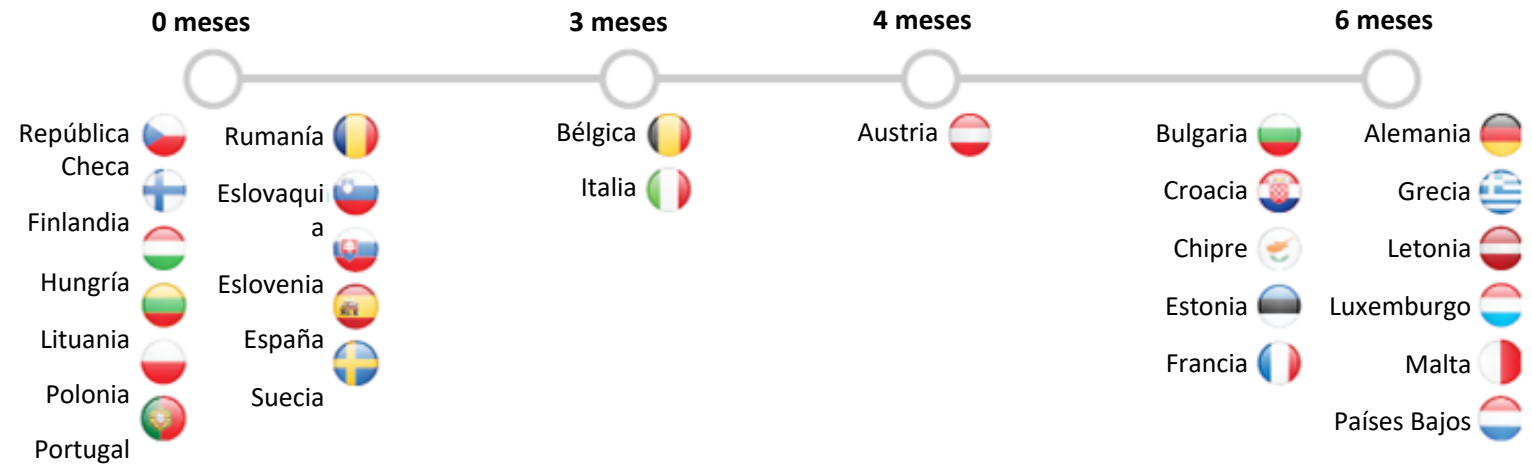 0 meses
3 meses
4 meses
6 meses
República
Checa
Finlandia
Hungría
Lituania
Polonia
Portugal
Rumanía
Eslovaqui
a
Eslovenia
España
Suecia
Bélgica
Italia
Austria
Bulgaria
Croacia
Chipre
Estonia
Francia
Alemania
Grecia
Letonia
Luxemburgo
Malta
Países Bajos